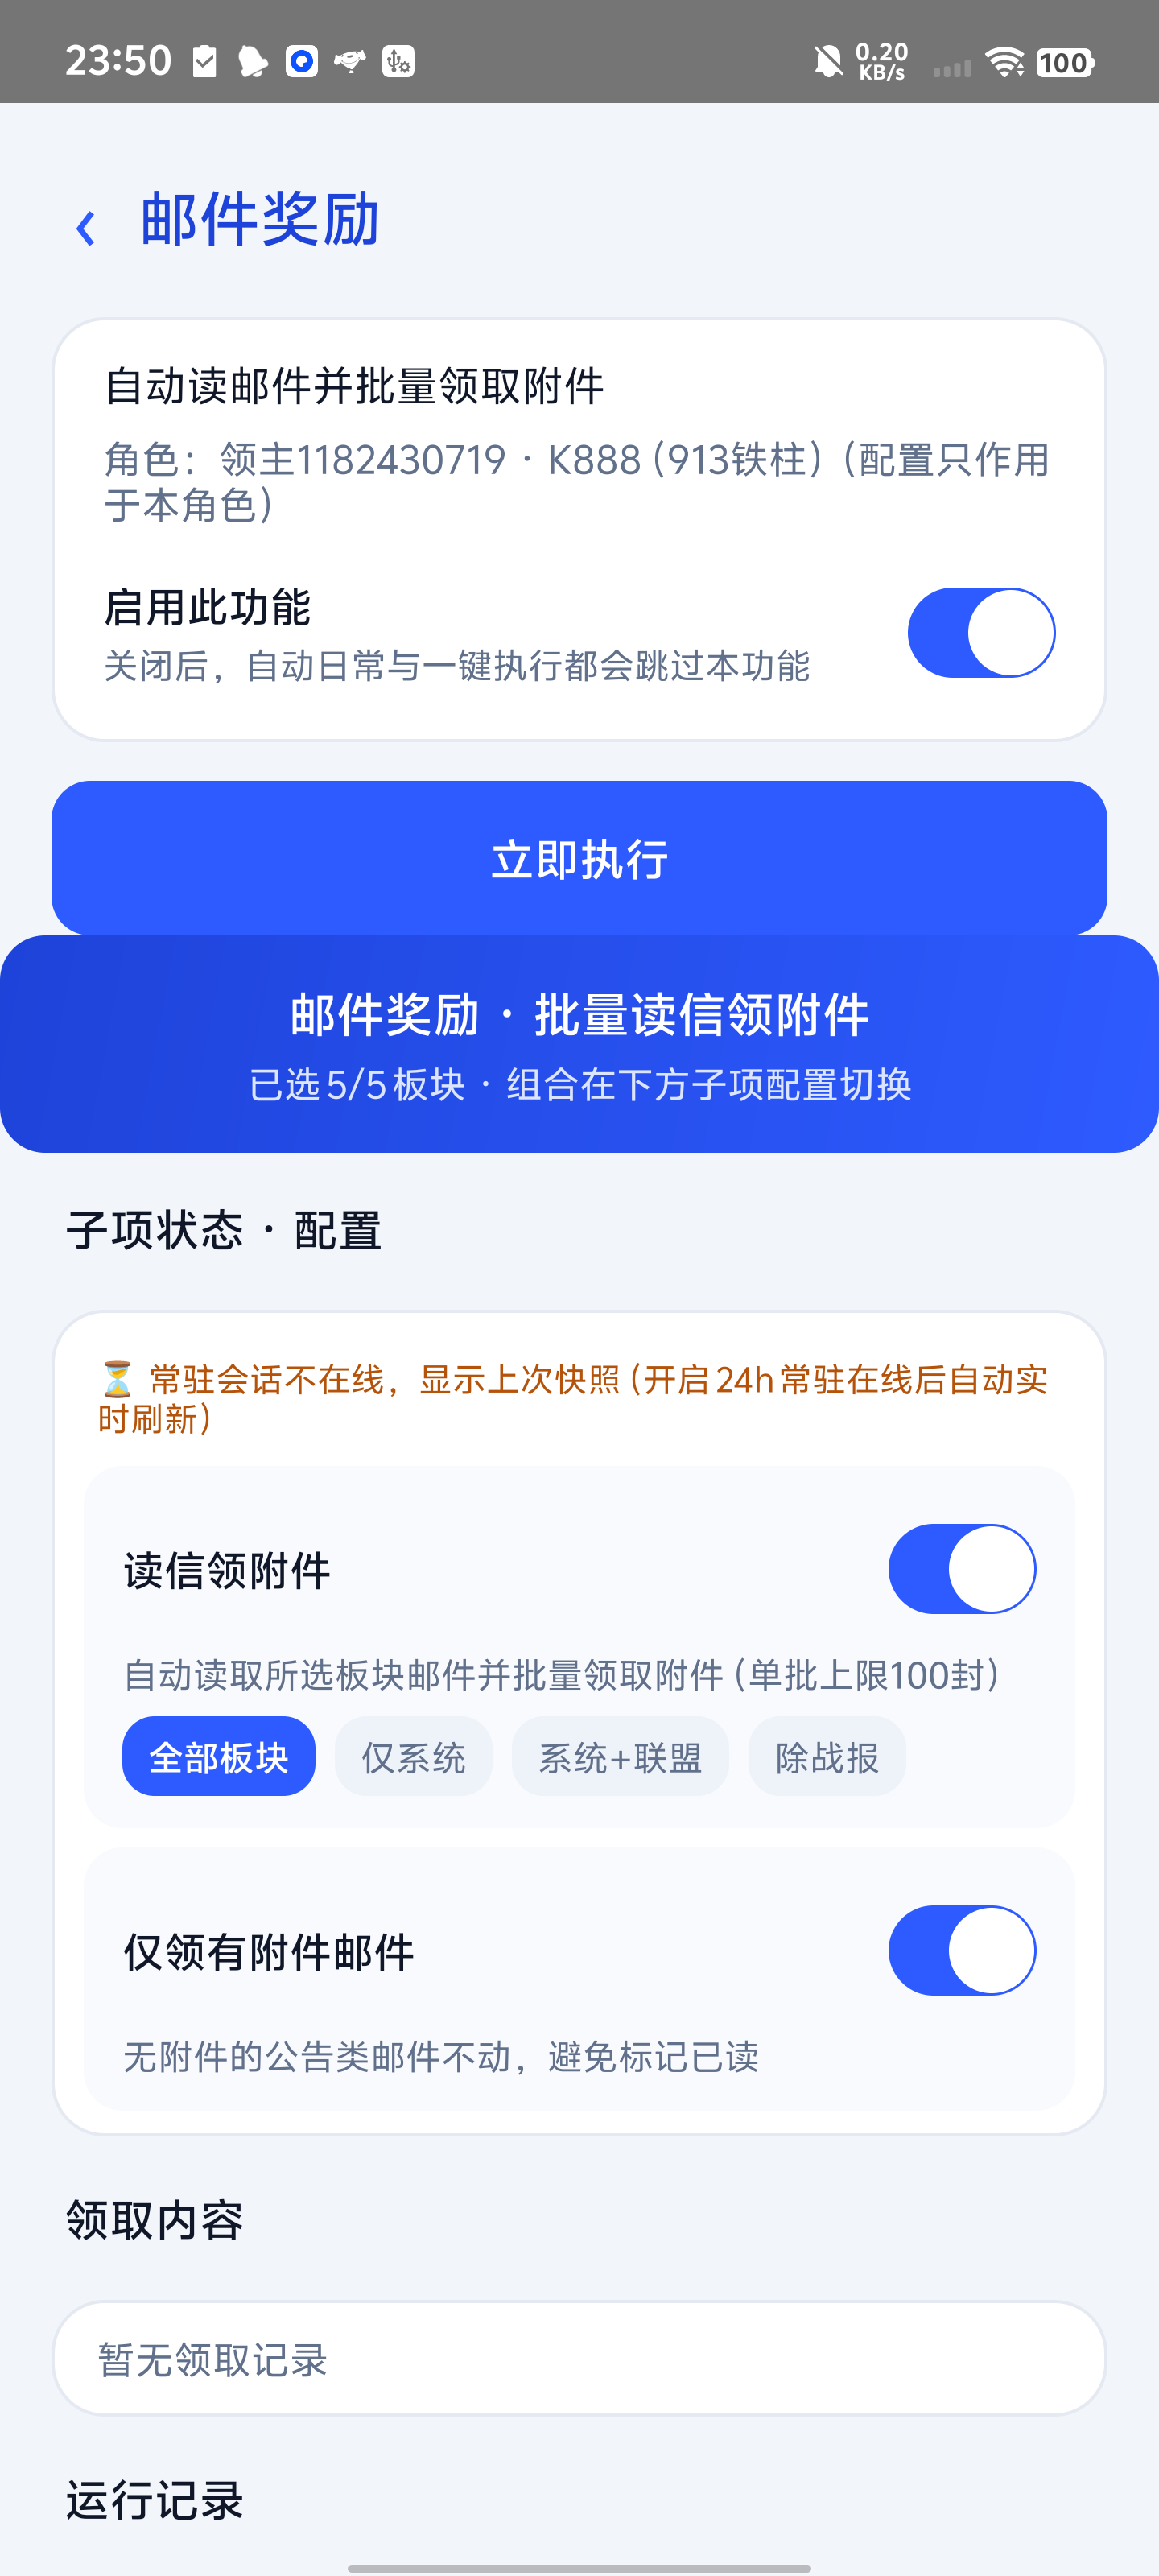 23:50
0.20
KB/s
100
邮件奖励
自动读邮件并批量领取附件
角色：领主1182430719 · K888（913铁柱）（配置只作用
于本角色）
启用此功能
关闭后，自动日常与一键执行都会跳过本功能
立即执行
邮件奖励 · 批量读信领附件
已选 5/5 板块 · 组合在下方子项配置切换
子项状态 · 配置
⏳ 常驻会话不在线，显示上次快照（开启 24h 常驻在线后自动实
时刷新）
读信领附件
自动读取所选板块邮件并批量领取附件（单批上限100封）
全部板块 仅系统 系统+联盟 除战报
仅领有附件邮件
无附件的公告类邮件不动，避免标记已读
领取内容
暂无领取记录
运行记录